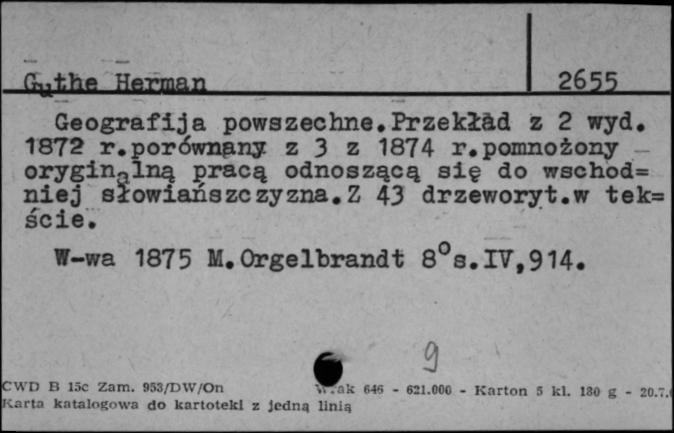 Guthe Herman 2655
Geografija powszechne.Przekład z 2 wyd.
1872 r.porównany z 3 z 1874 r.pomnożony
oryginalną pracą odnoszącą się do wschod=
niej słowiańszczyzna.Z 43 drzeworyt.w tek=
ście.
W-wa 1875 M.Orgelbrandt 8°s.IV,914.
9
CWD B 15c Zam. 953/DW/On 646 - 621.000 - Karton 5 kl. 180 g - 20.7.
Karta katalogowa do kartoteki z jedną linią